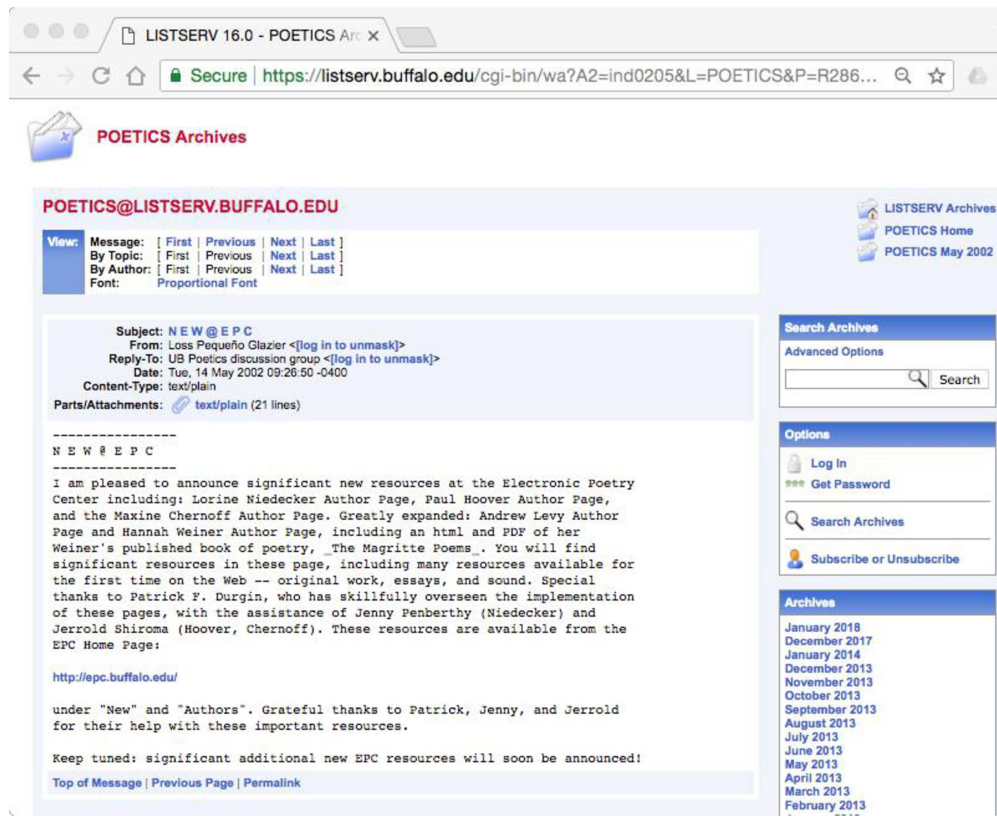 LISTSERV 16.0 - POETICS Arc
Secure | https://listserv.buffalo.edu/cgi-bin/wa?A2=ind0205&L=POETICS&P=R286...
POETICS Archives
POETICS@LISTSERV.BUFFALO.EDU
LISTSERV Archives
POETICS Home
POETICS May 2002
View:
Message: [ First | Previous | Next | Last ]
By Topic: [ First | Previous | Next | Last ]
By Author: [ First | Previous | Next | Last ]
Font: Proportional Font
Subject: N E W @ E P C
From: Loss Pequeño Glazier <[log in to unmask]>
Reply-To: UB Poetics discussion group <[log in to unmask]>
Date: Tue, 14 May 2002 09:26:50 -0400
Content-Type: text/plain
Parts/Attachments: text/plain (21 lines)
----------------
N E W @ E P C
----------------
I am pleased to announce significant new resources at the Electronic Poetry
Center including: Lorine Niedecker Author Page, Paul Hoover Author Page,
and the Maxine Chernoff Author Page. Greatly expanded: Andrew Levy Author
Page and Hannah Weiner Author Page, including an html and PDF of her
Weiner's published book of poetry, _The Magritte Poems_. You will find
significant resources in these page, including many resources available for
the first time on the Web -- original work, essays, and sound. Special
thanks to Patrick F. Durgin, who has skillfully overseen the implementation
of these pages, with the assistance of Jenny Penberthy (Niedecker) and
Jerrold Shiroma (Hoover, Chernoff). These resources are available from the
EPC Home Page:
http://epc.buffalo.edu/
under "New" and "Authors". Grateful thanks to Patrick, Jenny, and Jerrold
for their help with these important resources.
Keep tuned: significant additional new EPC resources will soon be announced!
Top of Message | Previous Page | Permalink
Search Archives
Advanced Options
Search
Options
Log In
Get Password
Search Archives
Subscribe or Unsubscribe
Archives
January 2018
December 2017
January 2014
December 2013
November 2013
October 2013
September 2013
August 2013
July 2013
June 2013
May 2013
April 2013
March 2013
February 2013